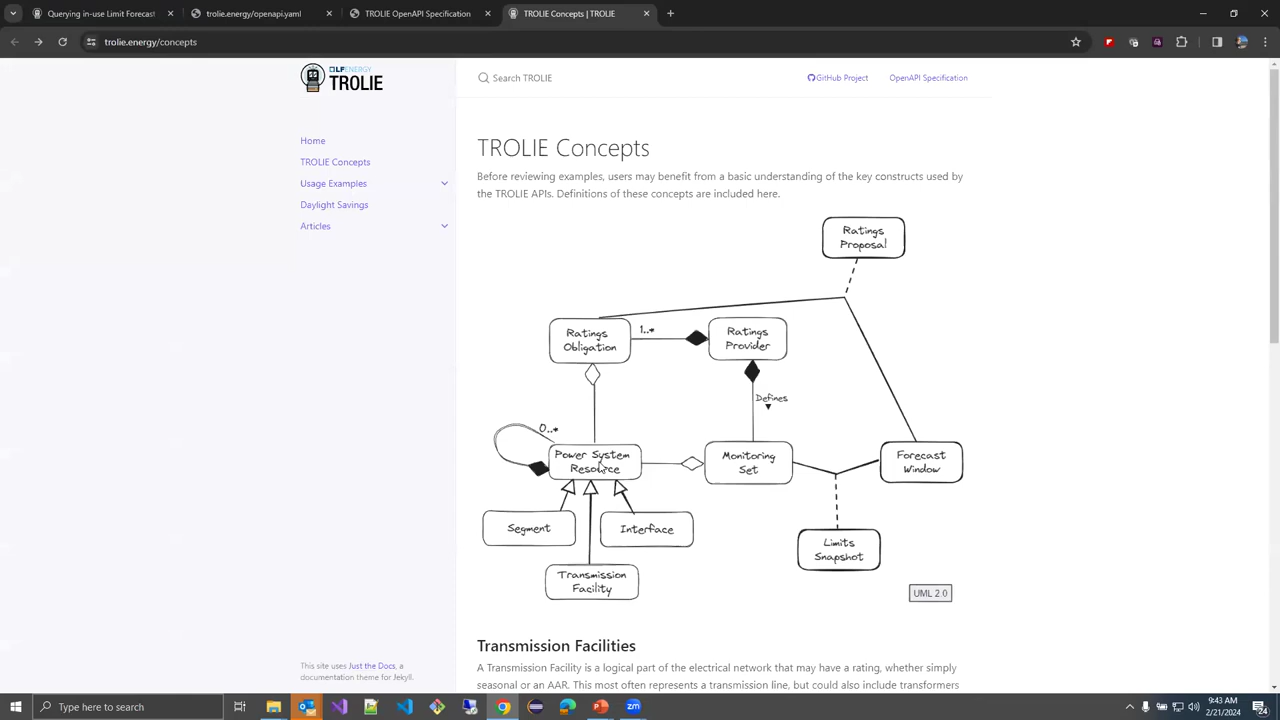 Querying in-use Limit Forecas!
trolie.energy/openapi.yaml
TROLIE OpenAPI Specification
TROLIE Concepts | TROLIE
trolie.energy/concepts
LFENERGY
TROLIE
Search TROLIE
GitHub Project
OpenAPI Specification
Home
TROLIE Concepts
Usage Examples
Daylight Savings
Articles
TROLIE Concepts
Before reviewing examples, users may benefit from a basic understanding of the key constructs used by
the TROLIE APIs. Definitions of these concepts are included here.
Ratings
Proposal
Ratings
Obligation
1..*
Ratings
Provider
Defines
0..*
Power System
Resource
Monitoring
Set
Forecast
Window
Segment
Interface
Limits
Snapshot
Transmission
Facility
UML 2.0
Transmission Facilities
A Transmission Facility is a logical part of the electrical network that may have a rating, whether simply
seasonal or an AAR. This most often represents a transmission line, but could also include transformers
This site uses Just the Docs, a
documentation theme for Jekyll.
Type here to search
9:43 AM
2/21/2024